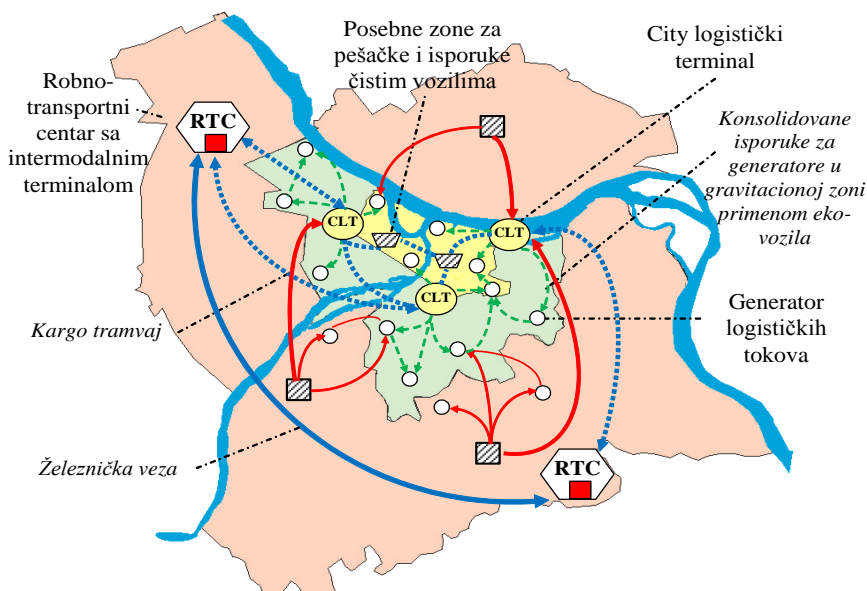 Posebne zone za
pešačke i isporuke
čistim vozilima
City logistički
terminal
Robno-
transportni
centar sa
intermodalnim
terminalom
RTC
Konsolidovane
isporuke za
generatore u
gravitacionoj zoni
primenom eko-
vozila
CLT
CLT
CLT
Kargo tramvaj
Generator
logističkih
tokova
Železnička veza
RTC